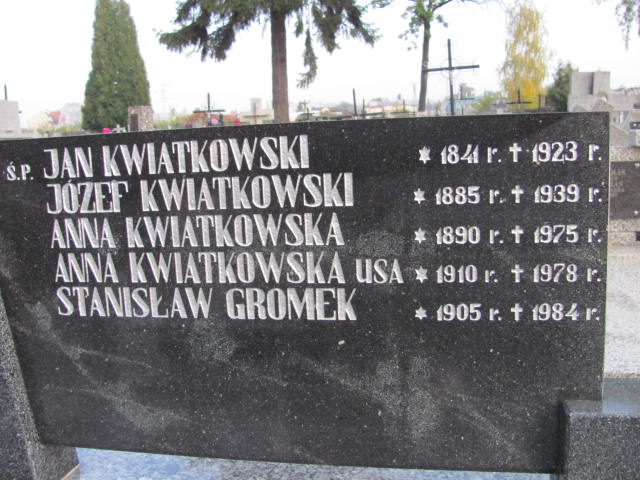 Ś.P. JAN KWIATKOWSKI * 1841 r. † 1923 r.
JÓZEF KWIATKOWSKI * 1885 r. † 1939 r.
ANNA KWIATKOWSKA * 1890 r. † 1975 r.
ANNA KWIATKOWSKA USA * 1910 r. † 1978 r.
STANISŁAW GROMEK * 1905 r. † 1984 r.